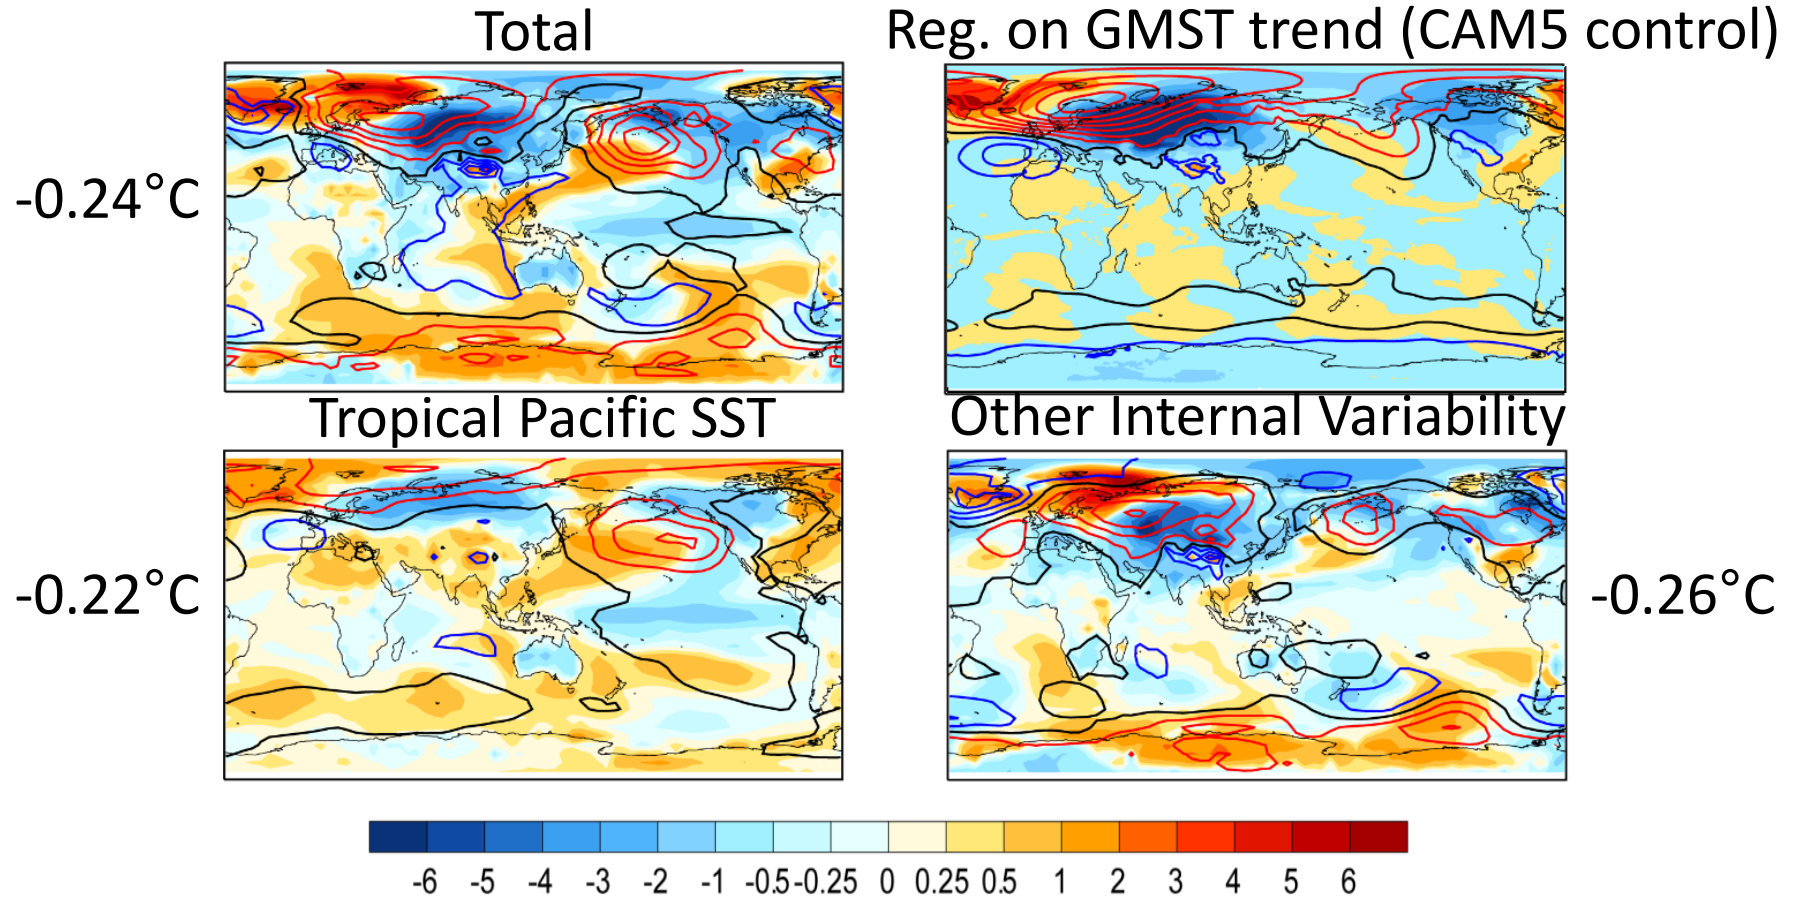 Total
Reg. on GMST trend (CAM5 control)
-0.24°C
Tropical Pacific SST
Other Internal Variability
-0.22°C
-0.26°C
-6 -5 -4 -3 -2 -1 -0.5 -0.25 0 0.25 0.5 1 2 3 4 5 6